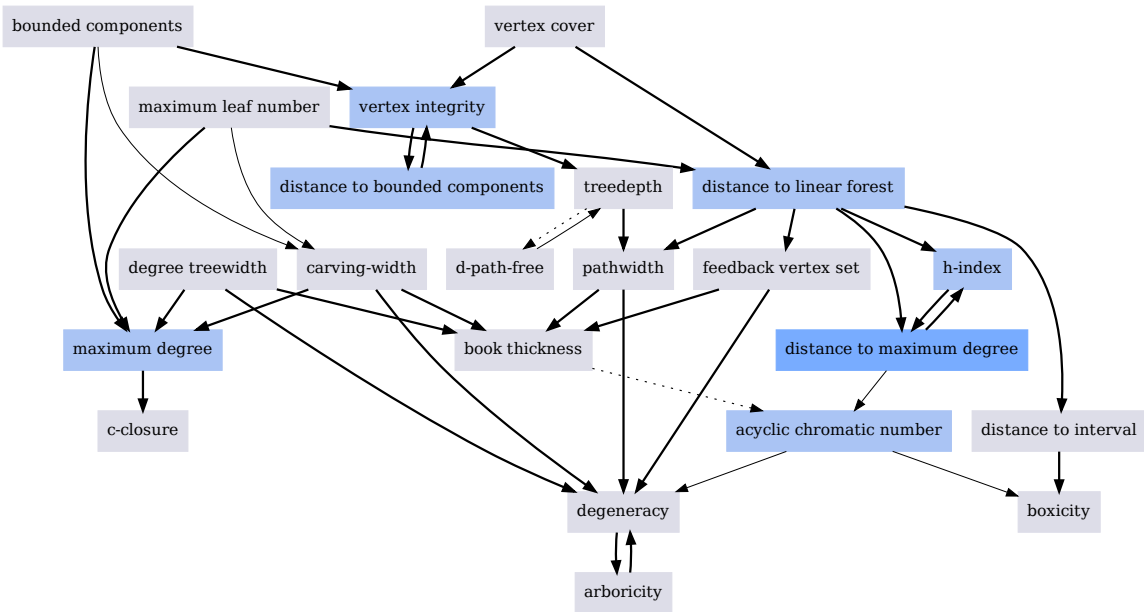 bounded components
vertex cover
maximum leaf number
vertex integrity
distance to bounded components
treedepth
distance to linear forest
degree treewidth
carving-width
d-path-free
pathwidth
feedback vertex set
h-index
maximum degree
book thickness
distance to maximum degree
c-closure
acyclic chromatic number
distance to interval
degeneracy
boxicity
arboricity